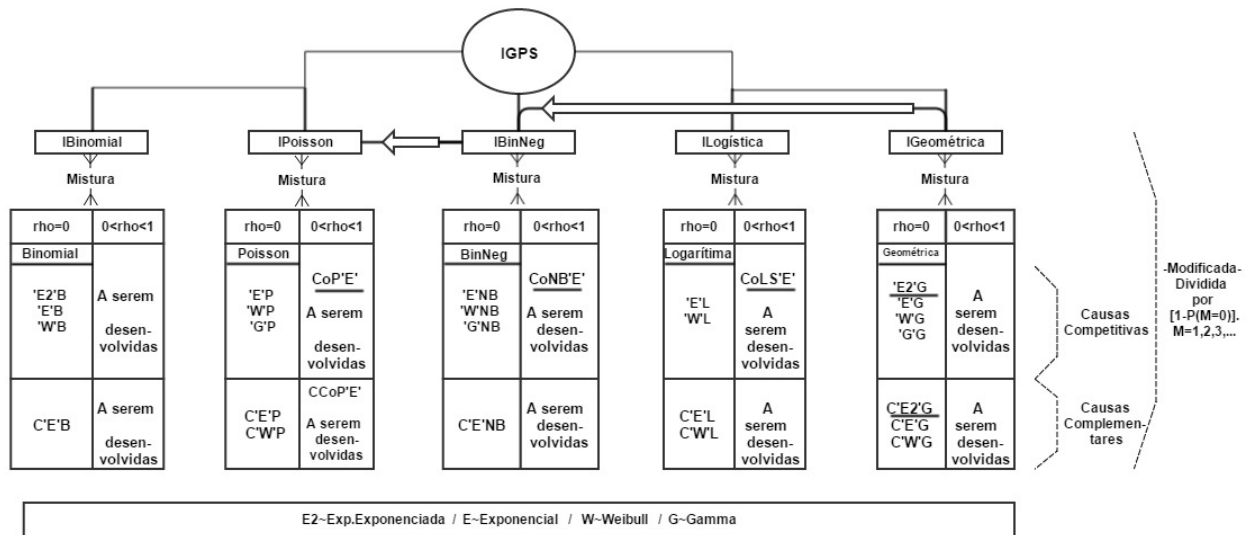 IGPS
IBinomial
IPoisson
IBinNeg
ILogística
IGeométrica
Mistura
Mistura
Mistura
Mistura
Mistura
rho=0
0<rho<1
rho=0
0<rho<1
rho=0
0<rho<1
rho=0
0<rho<1
rho=0
0<rho<1
Binomial
'E2'B
'E'B
'W'B
A serem
desen-
volvidas
Poisson
'E'P
'W'P
'G'P
CoP'E'
A serem
desen-
volvidas
BinNeg
'E'NB
'W'NB
'G'NB
CoNB'E'
A serem
desen-
volvidas
Logarítima
'E'L
'W'L
CoLS'E'
A
serem
desen-
volvidas
Geométrica
'E2'G
'E'G
'W'G
'G'G
A
serem
desen-
volvidas
C'E'B
A serem
desen-
volvidas
C'E'P
C'W'P
CCoP'E'
A serem
desen-
volvidas
C'E'NB
A serem
desen-
volvidas
C'E'L
C'W'L
A
serem
desen-
volvidas
C'E2'G
C'E'G
C'W'G
A
serem
desen-
volvidas
Causas
Competitivas
Causas
Complemen-
tares
-Modificada-
Dividida
por
[1-P(M=0)].
M=1,2,3,...
E2~Exp.Exponenciada / E~Exponencial / W~Weibull / G~Gamma